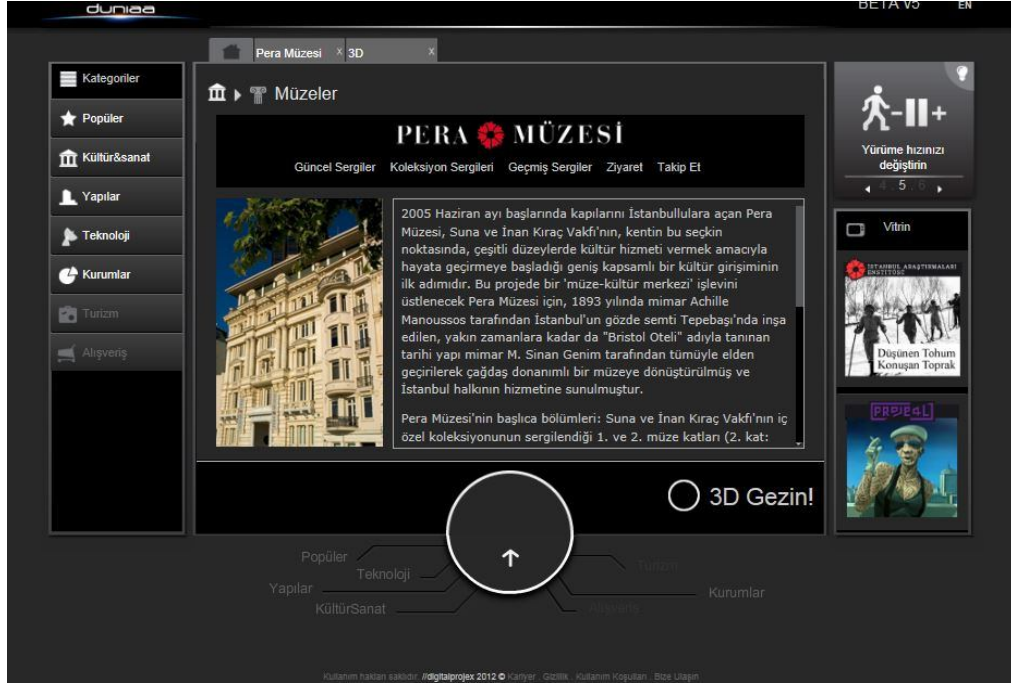 duniaa
BETA V5 EN
Pera Müzesi x 3D x
Kategoriler
Popüler
Kültür&sanat
Yapılar
Teknoloji
Kurumlar
Turizm
Alışveriş
Müzeler
PERA MÜZESİ
Güncel Sergiler Koleksiyon Sergileri Geçmiş Sergiler Ziyaret Takip Et
2005 Haziran ayı başlarında kapılarını İstanbullulara açan Pera
Müzesi, Suna ve İnan Kıraç Vakfı'nın, kentin bu seçkin
noktasında, çeşitli düzeylerde kültür hizmeti vermek amacıyla
hayata geçirmeye başladığı geniş kapsamlı bir kültür girişiminin
ilk adımıdır. Bu projede bir 'müze-kültür merkezi' işlevini
üstlenecek Pera Müzesi için, 1893 yılında mimar Achille
Manoussos tarafından İstanbul'un gözde semti Tepebaşı'nda inşa
edilen, yakın zamanlara kadar da "Bristol Oteli" adıyla tanınan
tarihi yapı mimar M. Sinan Genim tarafından tümüyle elden
geçirilerek çağdaş donanımlı bir müzeye dönüştürülmüş ve
İstanbul halkının hizmetine sunulmuştur.
Pera Müzesi'nin başlıca bölümleri: Suna ve İnan Kıraç Vakfı'nın iç
özel koleksiyonunun sergilendiği 1. ve 2. müze katları (2. kat:
3D Gezin!
Yürüme hızınızı
değiştirin
4 . 5 . 6
Vitrin
İSTANBUL ARAŞTIRMALARI
ENSTİTÜSÜ
Düşünen Tohum
Konuşan Toprak
PROJE4L
Popüler
Teknoloji
Yapılar
KültürSanat
Turizm
Kurumlar
Alışveriş
Kullanım hakları saklıdır. //digitalprojex 2012 © Kariyer . Gizlilik . Kullanım Koşulları . Bize Ulaşın